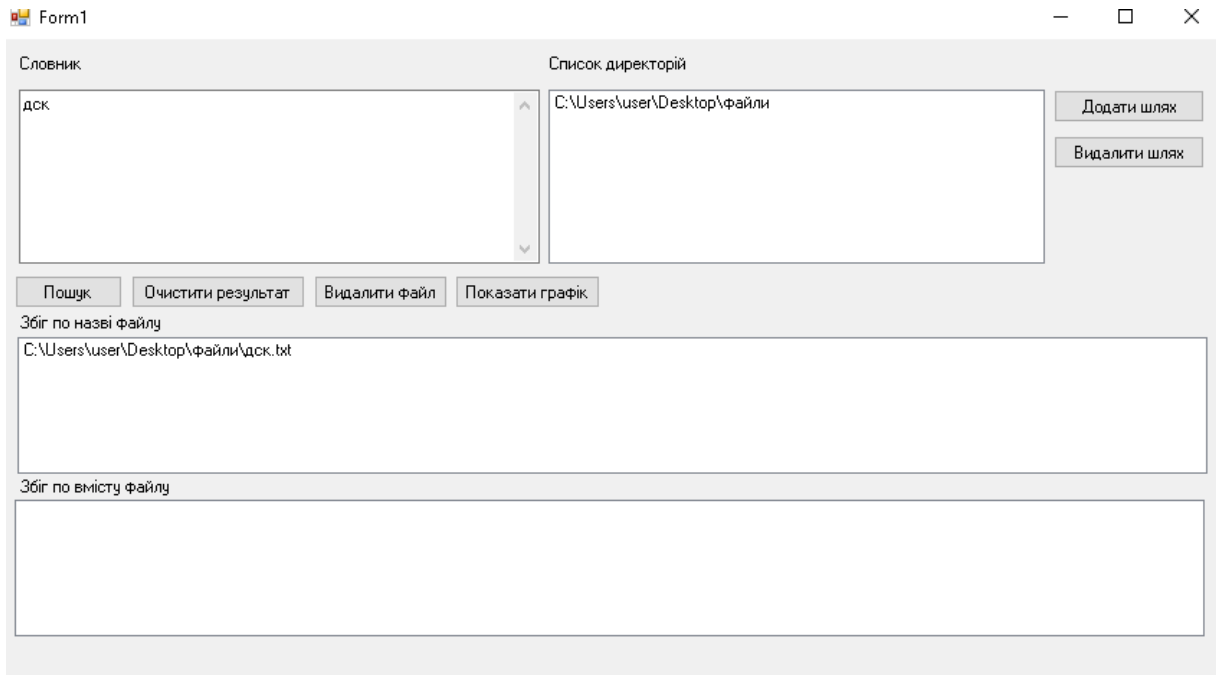 Form1
Словник
Список директорій
дск
C:\Users\user\Desktop\файли
Додати шлях
Видалити шлях
Пошук
Очистити результат
Видалити файл
Показати графік
Збіг по назві файлу
C:\Users\user\Desktop\файли\дск.txt
Збіг по вмісту файлу